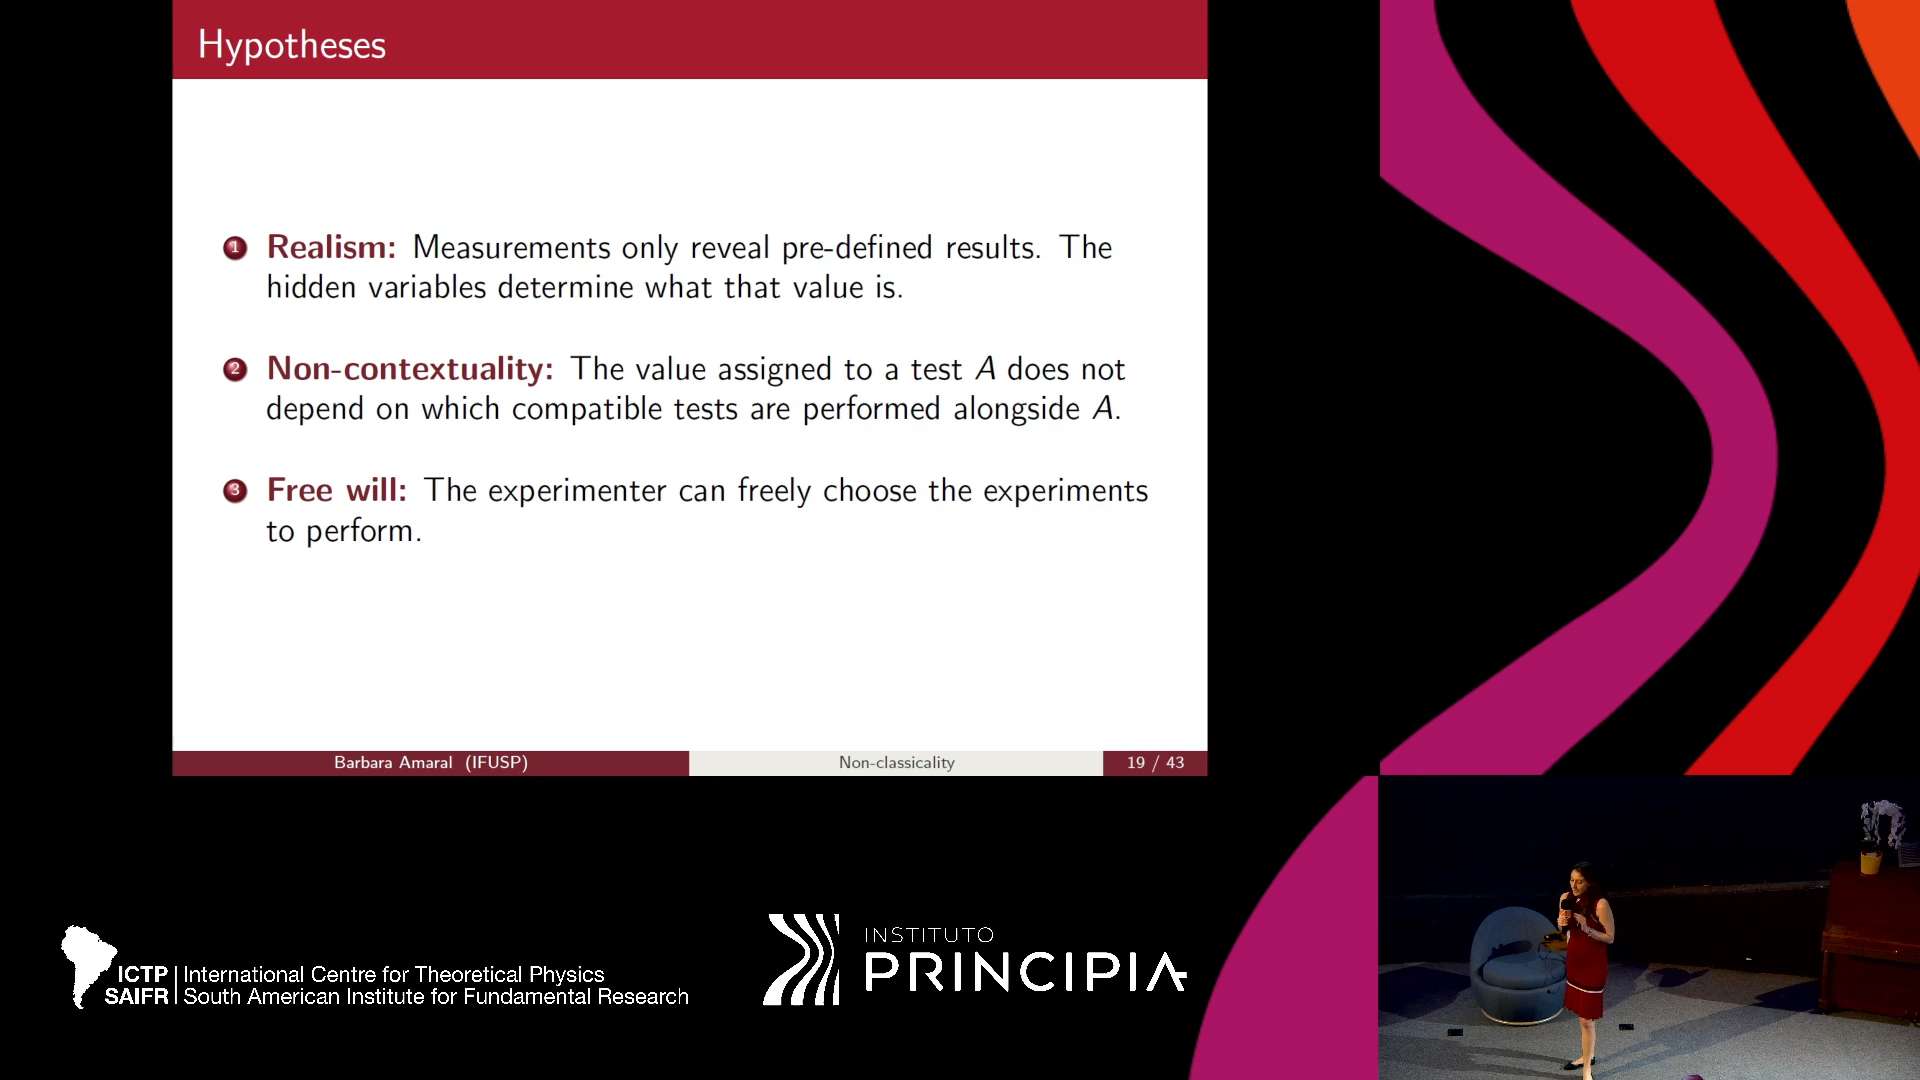 Hypotheses
1 Realism: Measurements only reveal pre-defined results. The
hidden variables determine what that value is.
2 Non-contextuality: The value assigned to a test A does not
depend on which compatible tests are performed alongside A.
3 Free will: The experimenter can freely choose the experiments
to perform.
Barbara Amaral (IFUSP)
Non-classicality
19 / 43
ICTP | International Centre for Theoretical Physics
SAIFR | South American Institute for Fundamental Research
INSTITUTO
PRINCIPIA